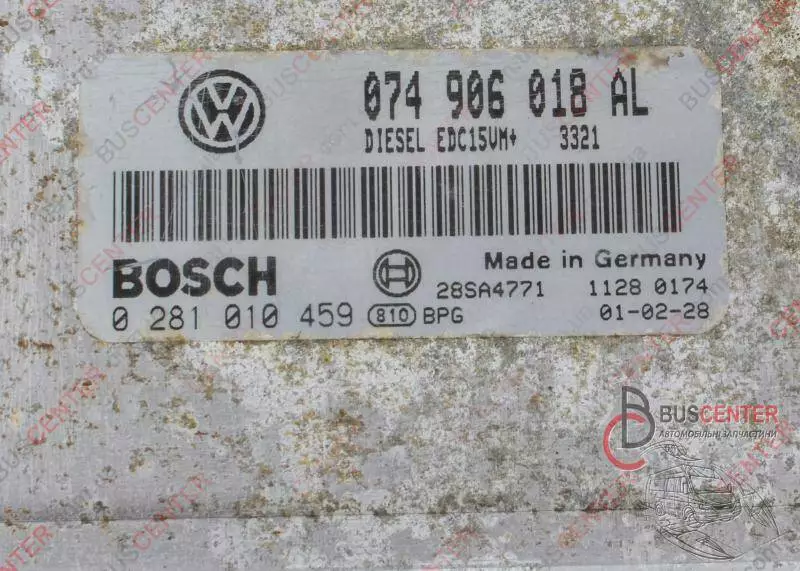 074 906 018 AL
DIESEL EDC15VM+ 3321
BOSCH
Made in Germany
28SA4771 1128 0174
0 281 010 459 810 BPG 01-02-28
BUSCENTER
АВТОМОБІЛЬНІ ЗАПЧАСТИНИ